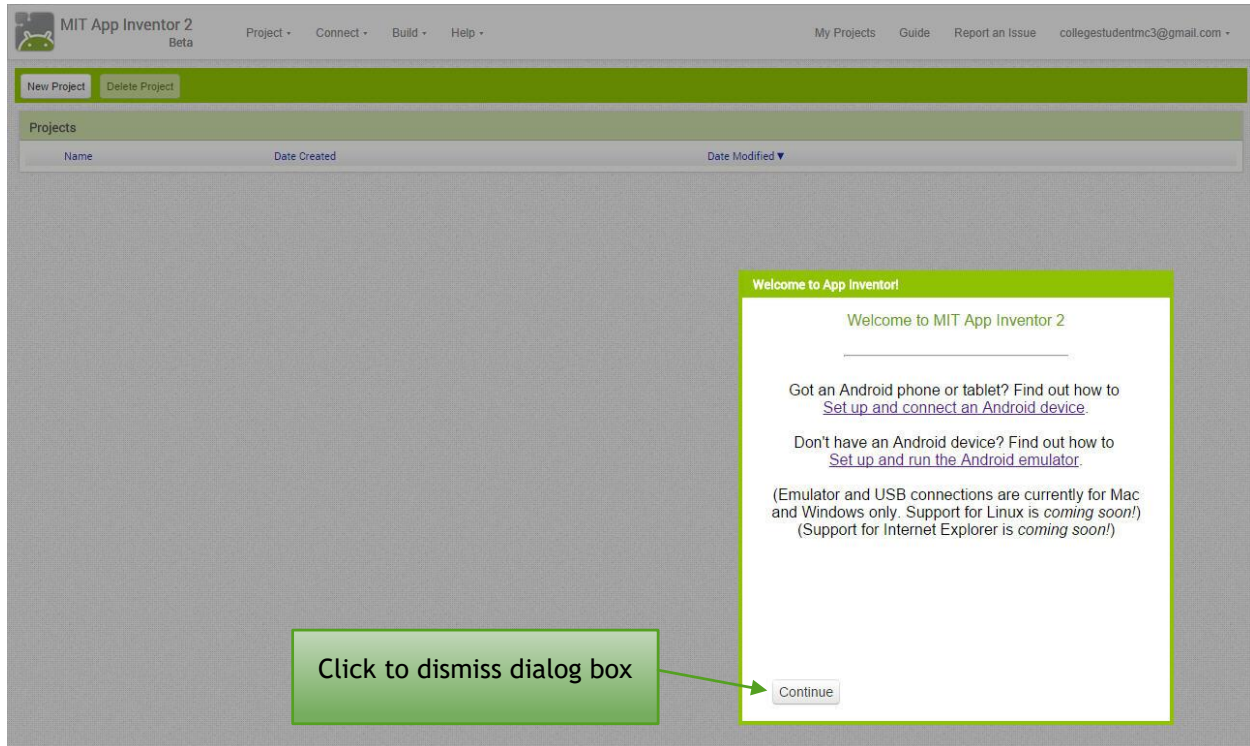 MIT App Inventor 2
Beta
Project Connect Build Help
My Projects Guide Report an Issue collegestudentmc3@gmail.com
New Project Delete Project
Projects
Name Date Created Date Modified ▼
Welcome to App Inventor!
Welcome to MIT App Inventor 2
Got an Android phone or tablet? Find out how to
Set up and connect an Android device.
Don't have an Android device? Find out how to
Set up and run the Android emulator.
(Emulator and USB connections are currently for Mac
and Windows only. Support for Linux is coming soon!)
(Support for Internet Explorer is coming soon!)
Click to dismiss dialog box
Continue